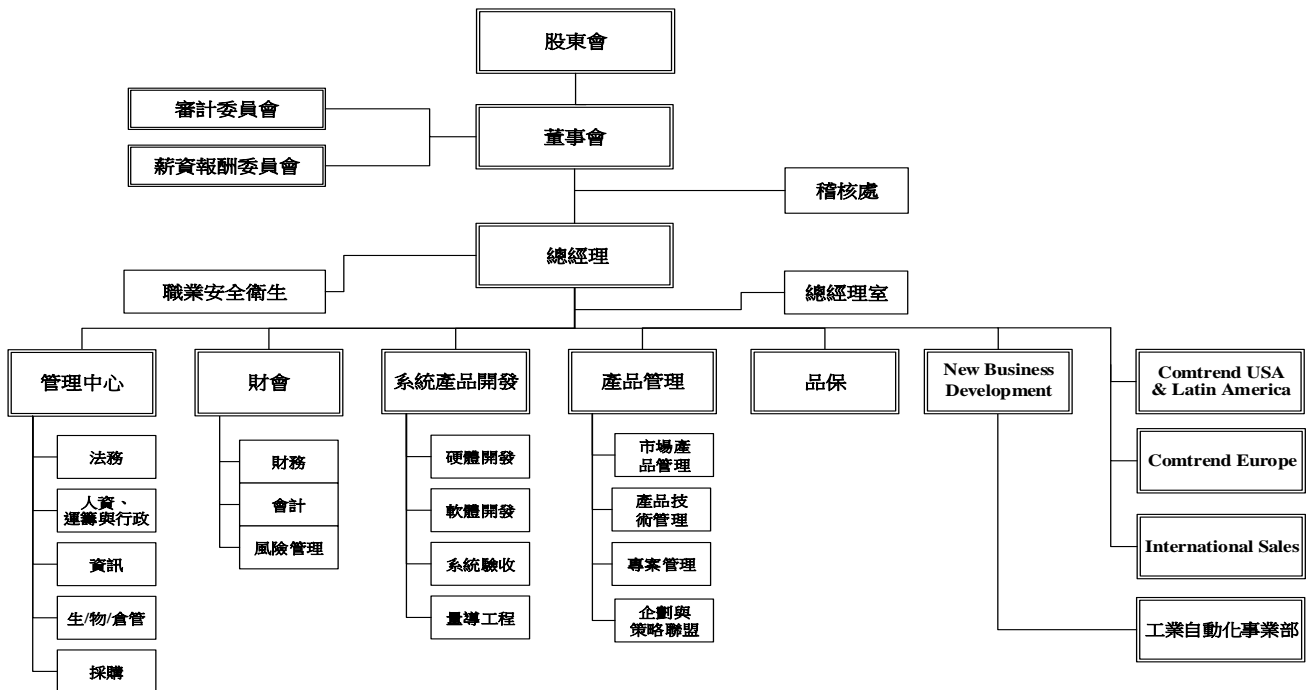 股東會
審計委員會
董事會
薪資報酬委員會
稽核處
總經理
職業安全衛生
總經理室
管理中心
財會
系統產品開發
產品管理
品保
New Business
Development
Comtrend USA
& Latin America
法務
人資、
運籌與行政
資訊
生/物/倉管
採購
財務
會計
風險管理
硬體開發
軟體開發
系統驗收
量導工程
市場產
品管理
產品技
術管理
專案管理
企劃與
策略聯盟
Comtrend Europe
International Sales
工業自動化事業部